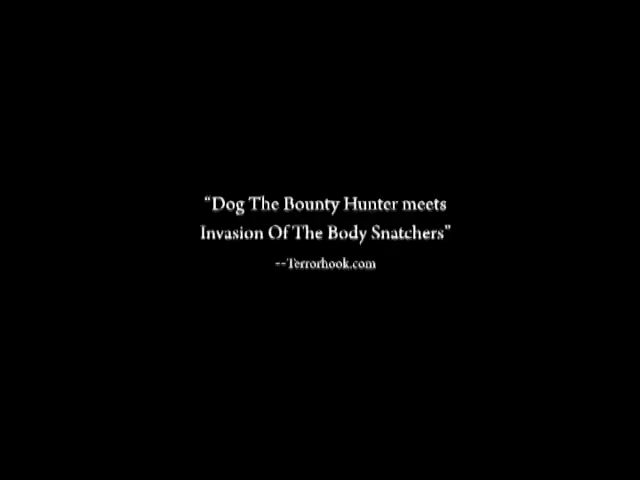 “Dog The Bounty Hunter meets
Invasion Of The Body Snatchers”
--Terrorhook.com